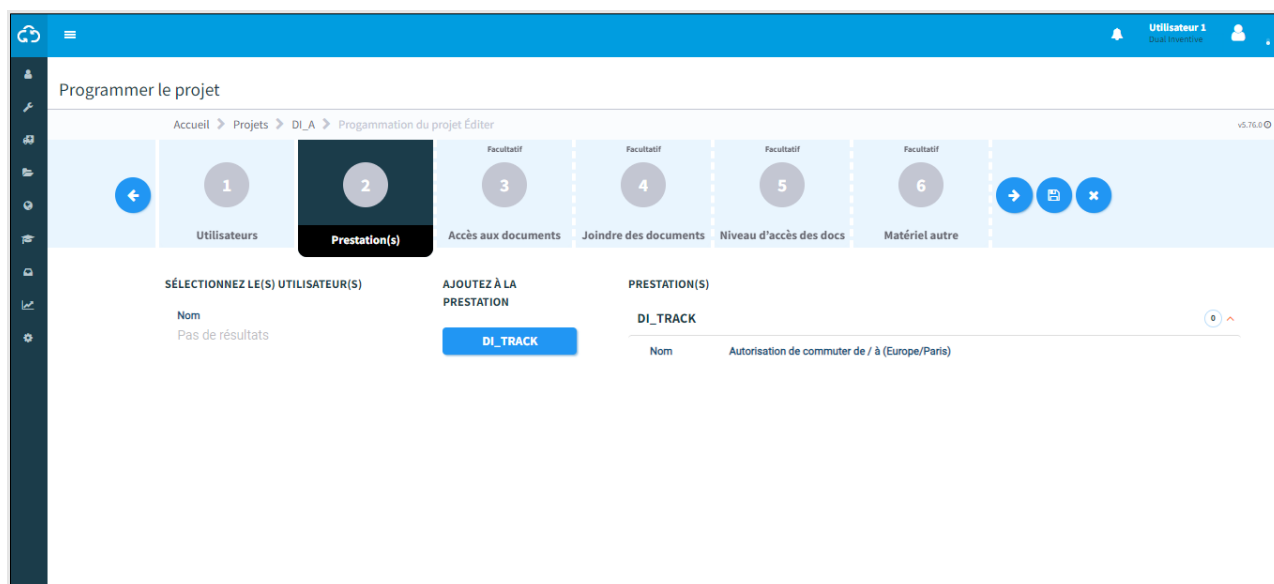 Utilisateur 1
Dual Inventive
Programmer le projet
Accueil Projets DI_A Progammation du projet Éditer
v5.76.0
Facultatif Facultatif Facultatif Facultatif
1 2 3 4 5 6
Utilisateurs Prestation(s) Accès aux documents Joindre des documents Niveau d'accès des docs Matériel autre
SÉLECTIONNEZ LE(S) UTILISATEUR(S)
Nom
Pas de résultats
AJOUTEZ À LA
PRESTATION
DI_TRACK
PRESTATION(S)
DI_TRACK 0
Nom Autorisation de commuter de / à (Europe/Paris)